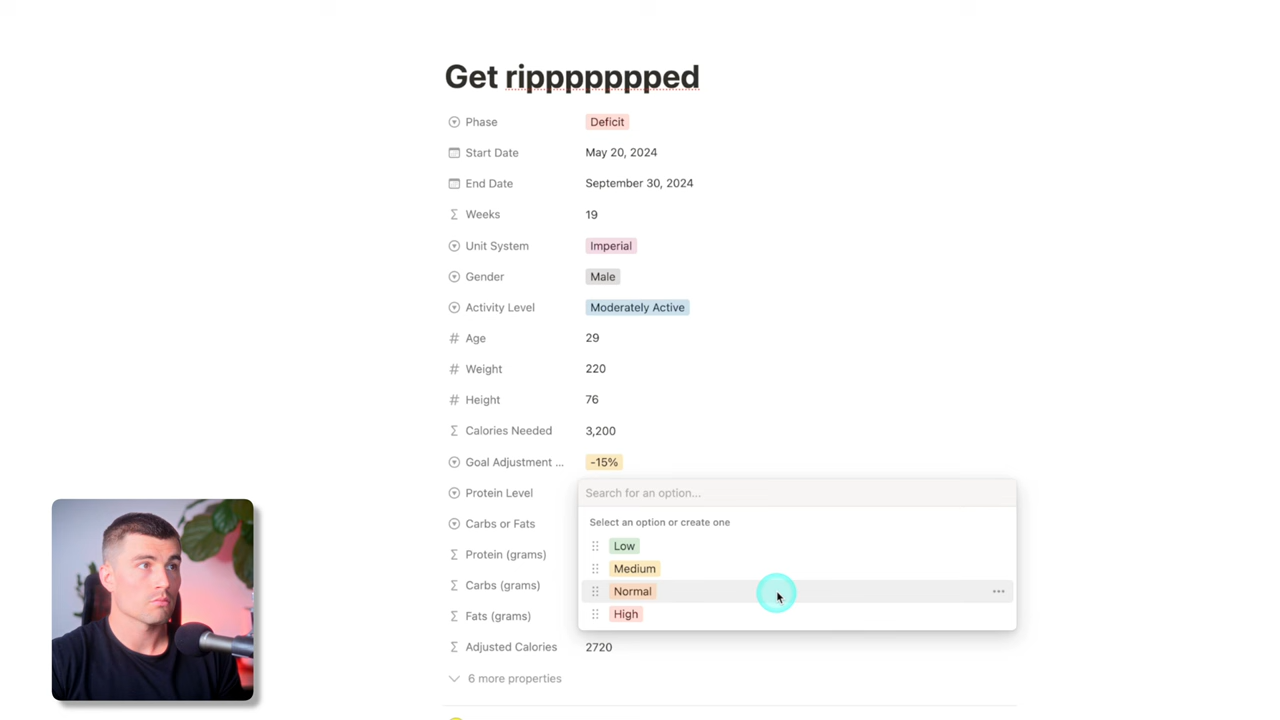 Get rippppppped
Phase Deficit
Start Date May 20, 2024
End Date September 30, 2024
Weeks 19
Unit System Imperial
Gender Male
Activity Level Moderately Active
Age 29
Weight 220
Height 76
Calories Needed 3,200
Goal Adjustment ... -15%
Protein Level Search for an option...
Select an option or create one
Carbs or Fats
Low
Protein (grams)
Medium
Carbs (grams)
Normal
Fats (grams)
High
Adjusted Calories 2720
6 more properties